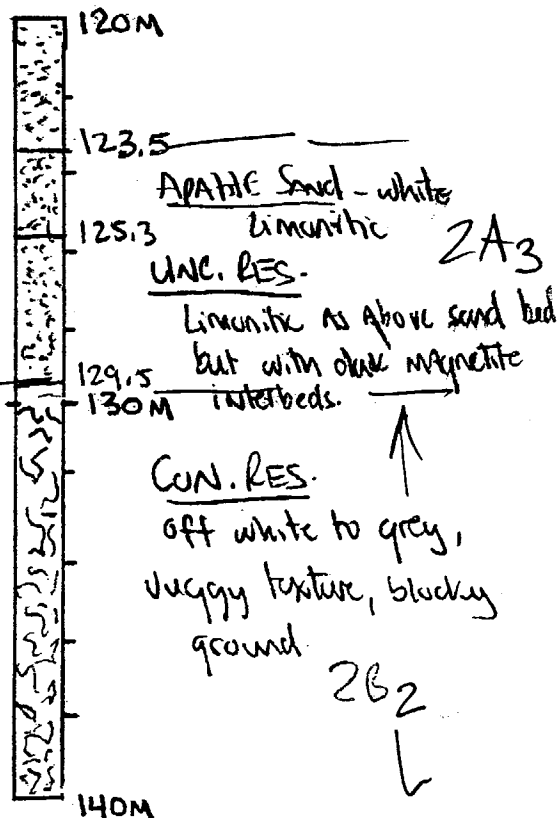 120M
123.5
APATITE Sand - white
Limonitic
125.3
2A3
UNC. RES.
Limonitic As Above sand bed
but with dark magnetite
129.5
interbeds.
130M
CON. RES.
off white to grey,
vuggy texture, blocky
ground
2B2
140M